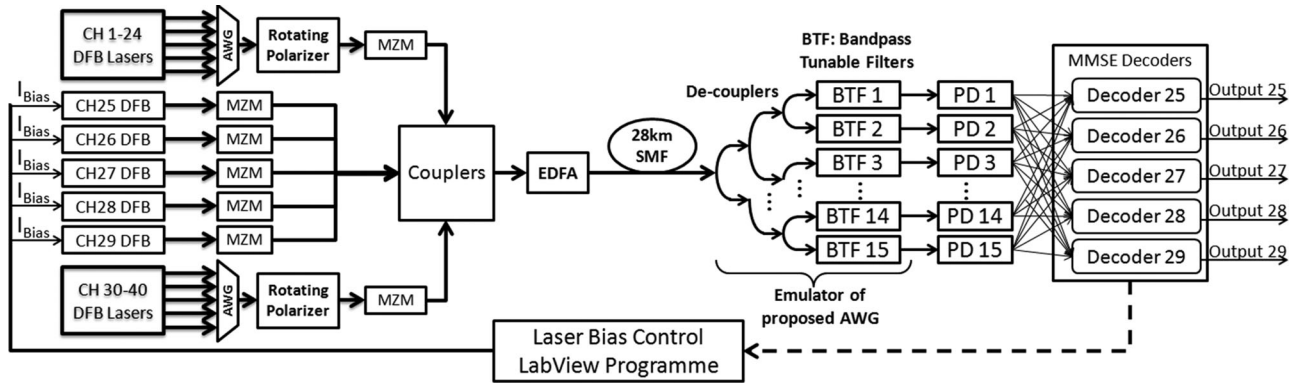 CH 1-24
DFB Lasers
AWG
Rotating
Polarizer
MZM
I Bias
CH25 DFB
MZM
I Bias
CH26 DFB
MZM
I Bias
CH27 DFB
MZM
I Bias
CH28 DFB
MZM
I Bias
CH29 DFB
MZM
CH 30-40
DFB Lasers
AWG
Rotating
Polarizer
MZM
Couplers
EDFA
28km
SMF
De-couplers
BTF: Bandpass
Tunable Filters
BTF 1
PD 1
BTF 2
PD 2
BTF 3
PD 3
BTF 14
PD 14
BTF 15
PD 15
Emulator of
proposed AWG
MMSE Decoders
Decoder 25
Output 25
Decoder 26
Output 26
Decoder 27
Output 27
Decoder 28
Output 28
Decoder 29
Output 29
Laser Bias Control
LabView Programme